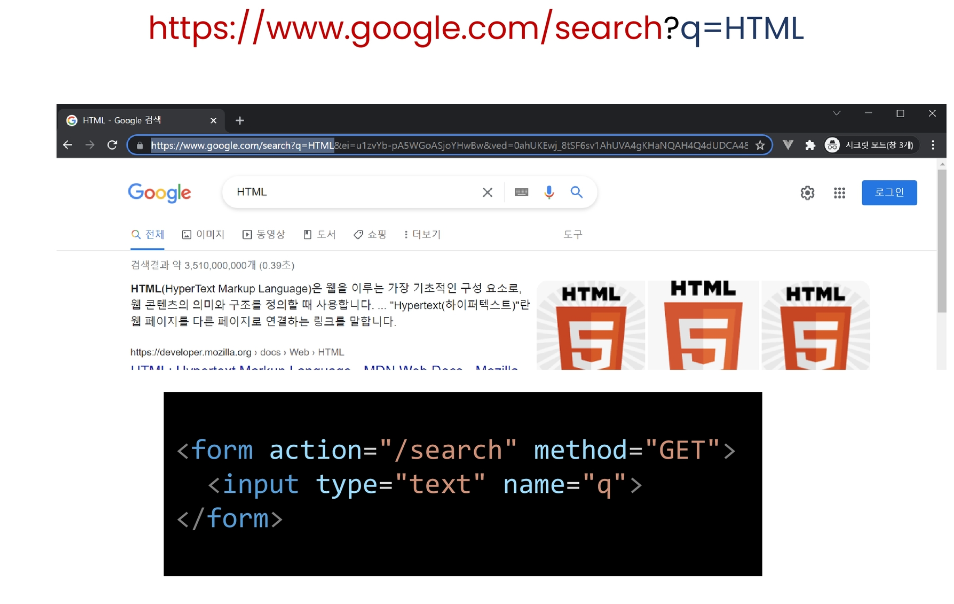 https://www.google.com/search?q=HTML
HTML - Google 검색
https://www.google.com/search?q=HTML&ei=u1zvYb-pA5WGoASjoYHwBw&ved=0ahUKEwj_8tSF6sv1AhUVA4gKHaNQAH4Q4dUDCA48
시크릿 모드(창 3개)
Google
HTML
로그인
전체 이미지 동영상 도서 쇼핑 더보기 도구
검색결과 약 3,510,000,000개 (0.39초)
HTML(HyperText Markup Language)은 웹을 이루는 가장 기초적인 구성 요소로,
웹 콘텐츠의 의미와 구조를 정의할 때 사용합니다. ... "Hypertext(하이퍼텍스트)"란
웹 페이지를 다른 페이지로 연결하는 링크를 말합니다.
HTML HTML HTML
5 5 5
https://developer.mozilla.org › docs › Web › HTML
HTML: Hypertext Markup Language - MDN Web Docs - Mozilla
<form action="/search" method="GET">
<input type="text" name="q">
</form>